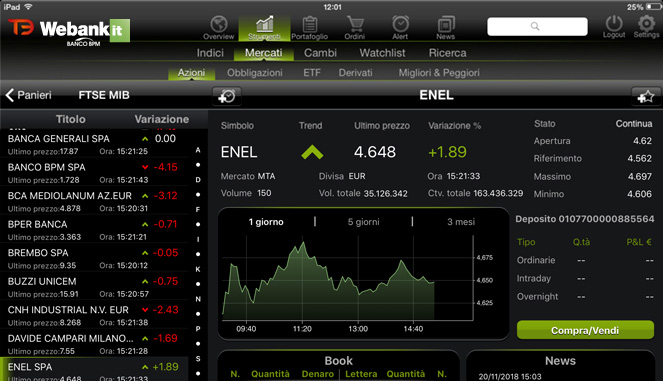 iPad
12:01
25%
Webank.it
BANCO BPM
Overview
Strumenti
Portafoglio
Ordini
Alert
News
Logout
Settings
Indici
Mercati
Cambi
Watchlist
Ricerca
Azioni
Obbligazioni
ETF
Derivati
Migliori & Peggiori
Panieri
FTSE MIB
ENEL
Titolo Variazione
BANCA GENERALI SPA 0.00
Ultimo prezzo:17.87 Ora: 15:21:25
BANCO BPM SPA -4.15
Ultimo prezzo:1.728 Ora: 15:21:27
BCA MEDIOLANUM AZ.EUR -3.12
Ultimo prezzo:4.878 Ora: 15:20:31
BPER BANCA -0.71
Ultimo prezzo:3.363 Ora: 15:21:21
BREMBO SPA -0.05
Ultimo prezzo:9.35 Ora: 15:20:12
BUZZI UNICEM -0.75
Ultimo prezzo:15.91 Ora: 15:20:57
CNH INDUSTRIAL N.V. EUR -2.43
Ultimo prezzo:8.268 Ora: 15:21:38
DAVIDE CAMPARI MILANO... -1.69
Ultimo prezzo:7.55 Ora: 15:21:28
ENEL SPA +1.89
Ultimo prezzo:4.648 Ora: 15:21:33
A
D
F
I
K
N
P
S
Simbolo Trend Ultimo prezzo Variazione %
ENEL 4.648 +1.89
Mercato MTA Divisa EUR Ora 15:21:33
Volume 150 Vol. totale 35.126.342 Ctv. totale 163.436.329
Stato Continua
Apertura 4.62
Riferimento 4.562
Massimo 4.697
Minimo 4.606
1 giorno | 5 giorni | 3 mesi
4,675
4,650
4,625
09:40 11:20 13:00 14:40
Deposito 0107700000885564
Tipo Q.tà P&L €
Ordinarie -- --
Intraday -- --
Overnight -- --
Compra/Vendi
Book
N. Quantità Denaro Lettera Quantità N.
News
20/11/2018 15:03